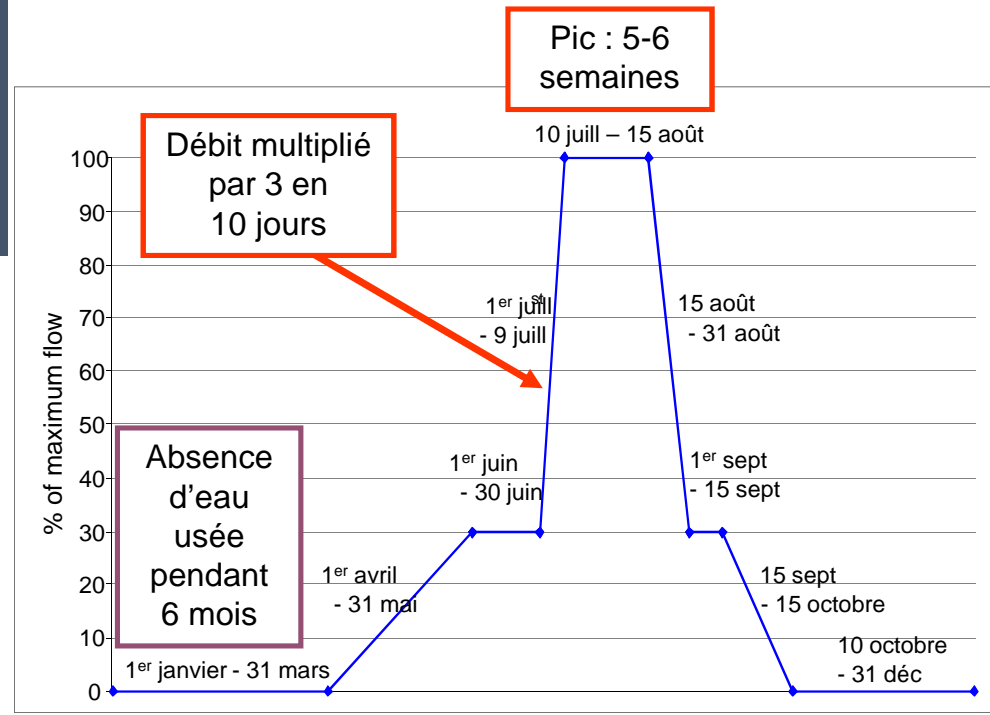 Pic : 5-6
semaines
Débit multiplié
par 3 en
10 jours
10 juill – 15 août
100
90
80
70
60
50
40
30
20
10
0
% of maximum flow
1er juill
st
- 9 juill
15 août
- 31 août
Absence
d'eau
usée
pendant
6 mois
1er juin
- 30 juin
1er sept
- 15 sept
1er avril
- 31 mai
15 sept
- 15 octobre
1er janvier - 31 mars
10 octobre
- 31 déc